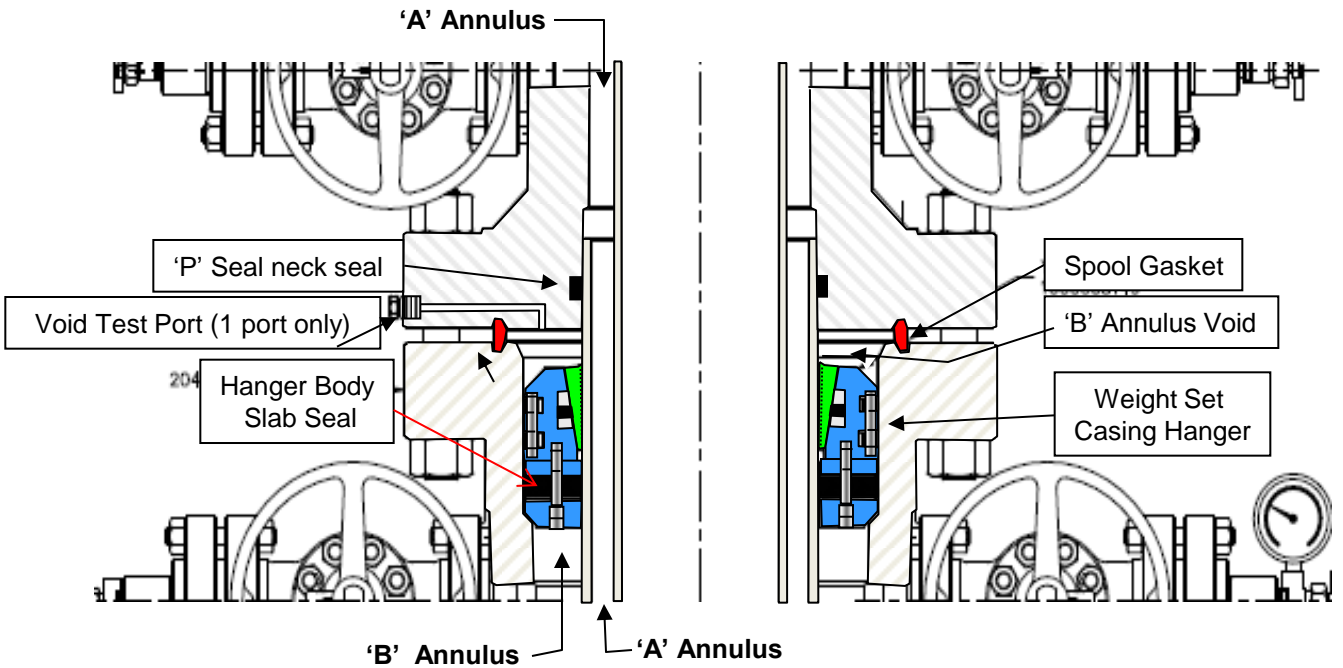 'A' Annulus
'P' Seal neck seal
Spool Gasket
Void Test Port (1 port only)
'B' Annulus Void
204
Hanger Body
Slab Seal
Weight Set
Casing Hanger
'B' Annulus
'A' Annulus